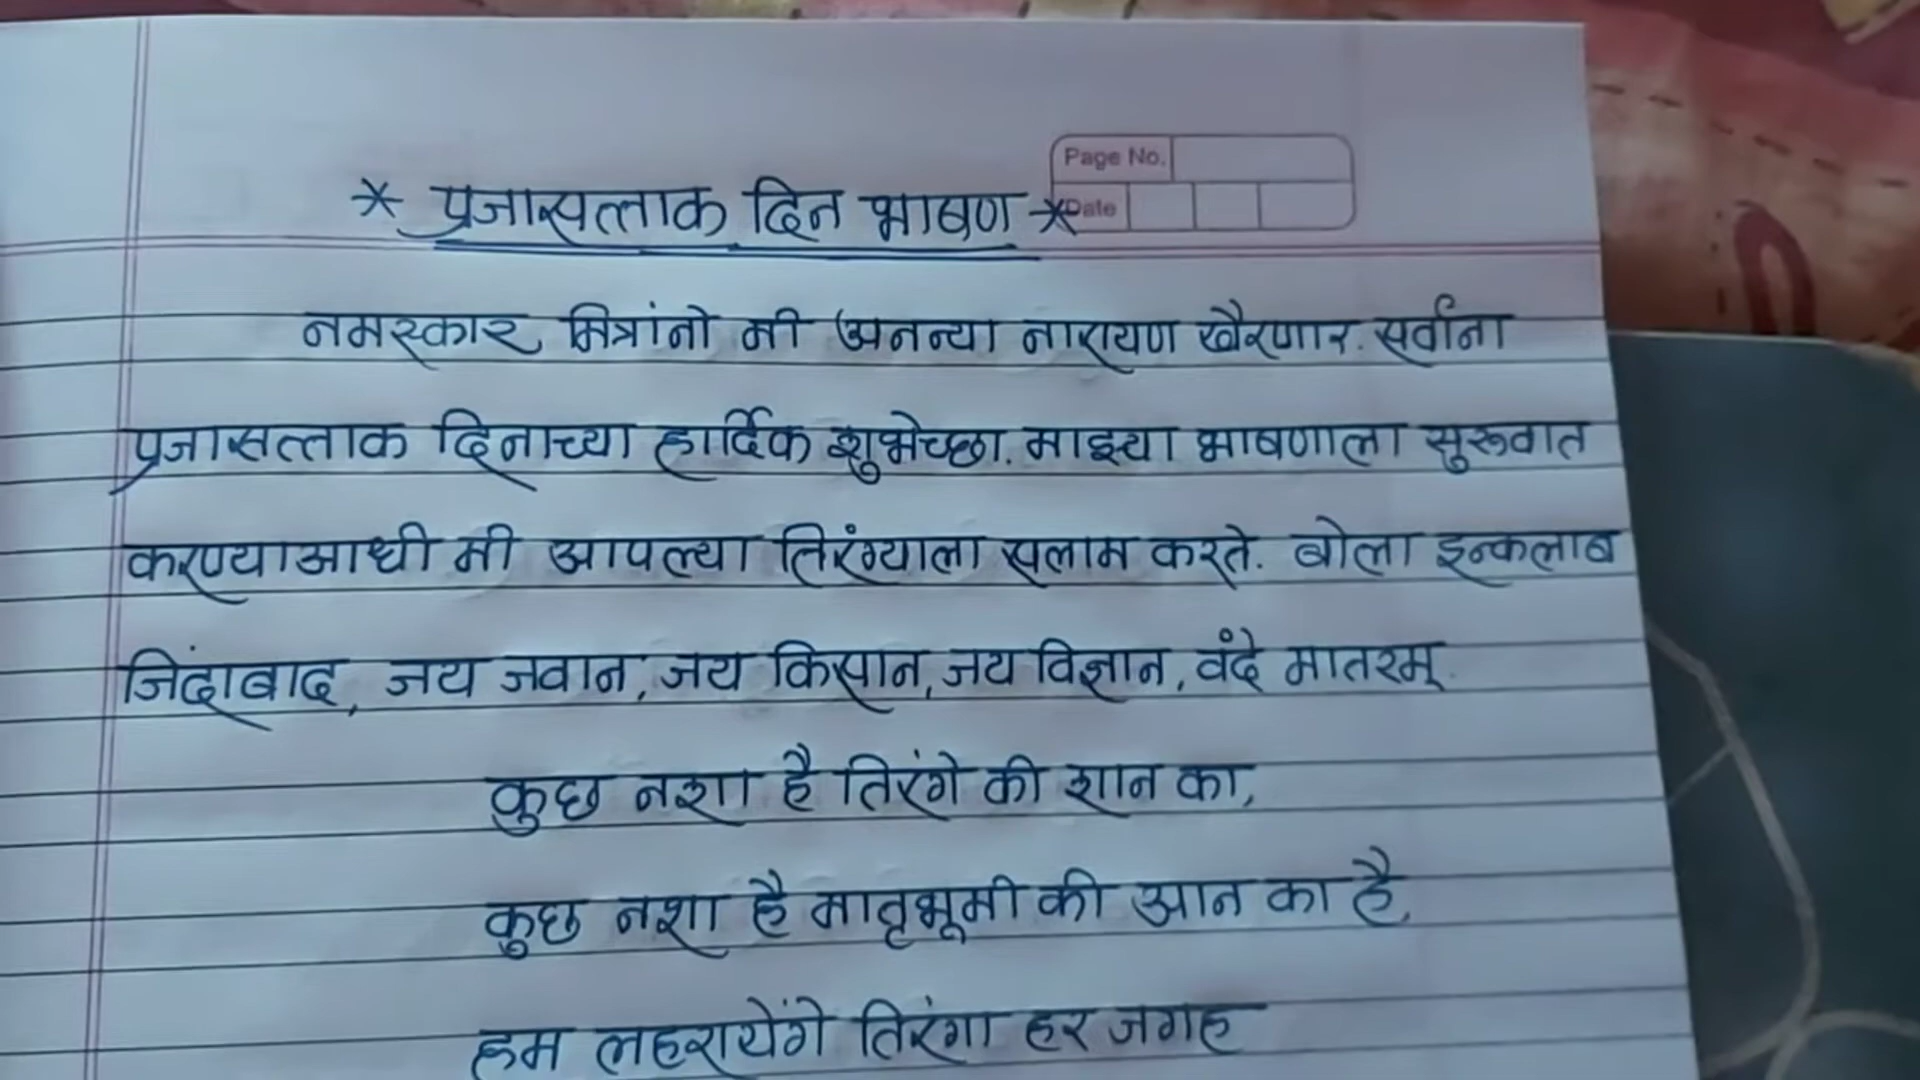 Page No.
Date
* प्रजासत्ताक दिन भाषण *
नमस्कार मित्रांनो मी अनन्या नारायण खैरणार. सर्वांना
प्रजासत्ताक दिनाच्या हार्दिक शुभेच्छा. माझ्या भाषणाला सुरूवात
करण्याआधी मी आपल्या तिरंग्याला सलाम करते. बोला इन्कलाब
जिंदाबाद, जय जवान, जय किसान, जय विज्ञान, वंदे मातरम्.
कुछ नशा है तिरंगे की शान का,
कुछ नशा है मातृभूमी की आन का है,
हम लहरायेंगे तिरंगा हर जगह